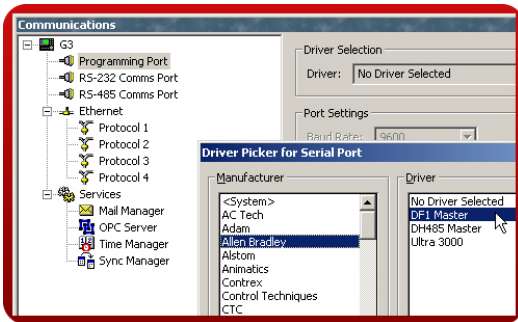 Communications
G3
Programming Port
RS-232 Comms Port
RS-485 Comms Port
Ethernet
Protocol 1
Protocol 2
Protocol 3
Protocol 4
Services
Mail Manager
OPC Server
Time Manager
Sync Manager
Driver Selection
Driver: No Driver Selected
Port Settings
Baud Rate: 9600
Driver Picker for Serial Port
Manufacturer
<System>
AC Tech
Adam
Allen Bradley
Alstom
Animatics
Contrex
Control Techniques
CTC
Driver
No Driver Selected
DF1 Master
DH485 Master
Ultra 3000